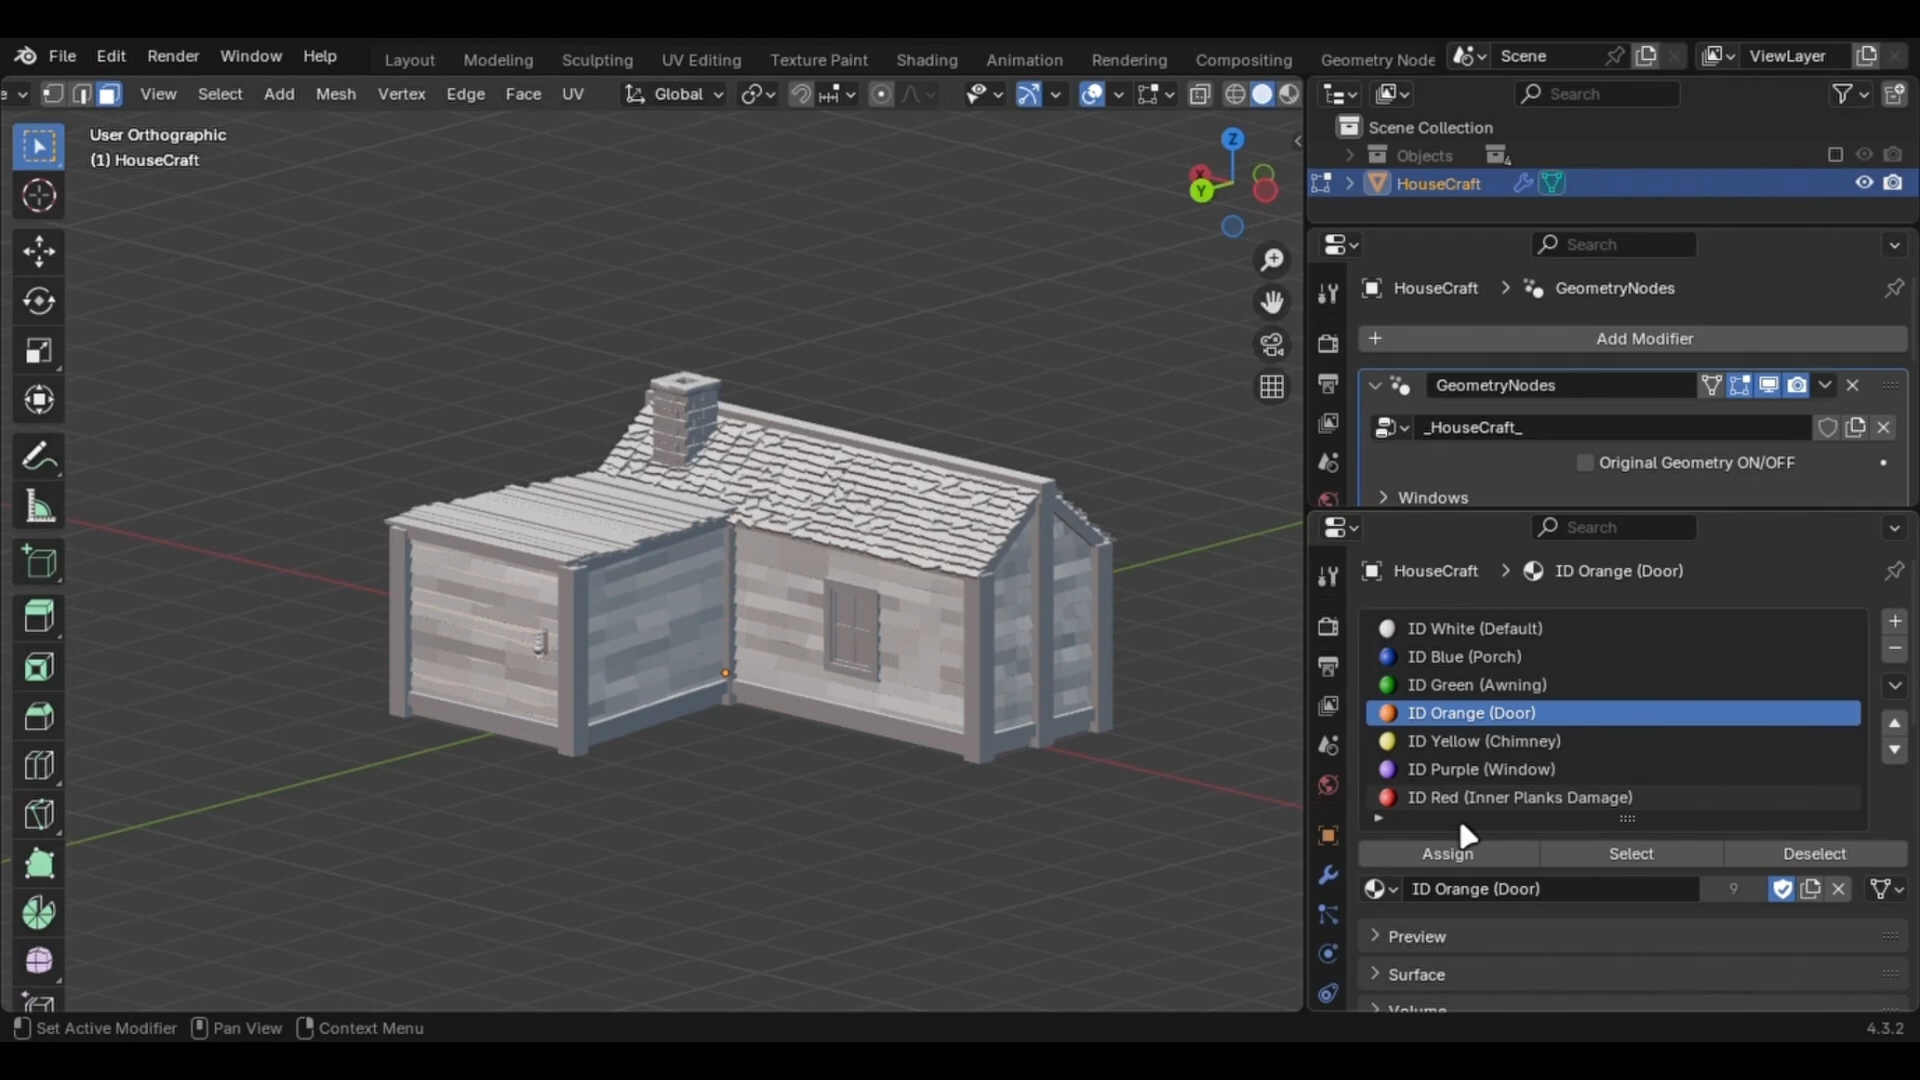 File Edit Render Window Help
Layout Modeling Sculpting UV Editing Texture Paint Shading Animation Rendering Compositing Geometry Node
Scene
ViewLayer
View Select Add Mesh Vertex Edge Face UV
Global
Search
User Orthographic
(1) HouseCraft
Z
X
Y
Scene Collection
Objects
4
HouseCraft
Search
HouseCraft > GeometryNodes
+ Add Modifier
GeometryNodes
_HouseCraft_
Original Geometry ON/OFF
Windows
Search
HouseCraft > ID Orange (Door)
ID White (Default)
ID Blue (Porch)
ID Green (Awning)
ID Orange (Door)
ID Yellow (Chimney)
ID Purple (Window)
ID Red (Inner Planks Damage)
Assign Select Deselect
ID Orange (Door) 9
Preview
Surface
Volume
Set Active Modifier Pan View Context Menu
4.3.2